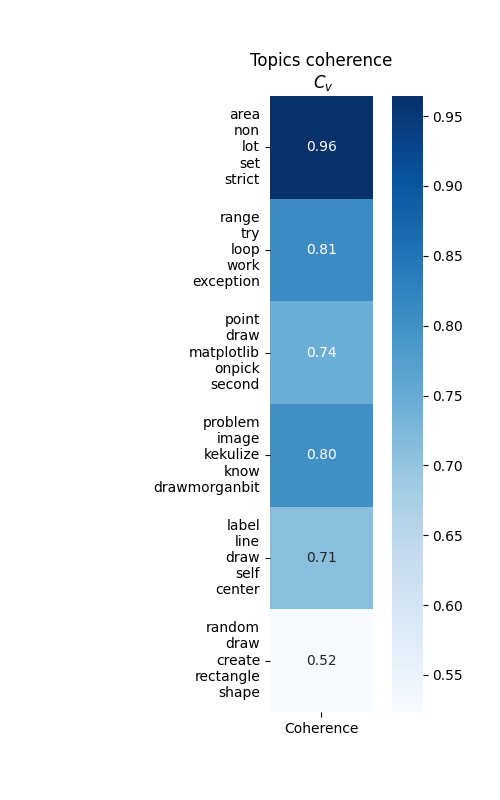 Topics coherence
C_v
area
non
lot
set
strict
0.96
range
try
loop
work
exception
0.81
point
draw
matplotlib
onpick
second
0.74
problem
image
kekulize
know
drawmorganbit
0.80
label
line
draw
self
center
0.71
random
draw
create
rectangle
shape
0.52
Coherence
0.95
0.90
0.85
0.80
0.75
0.70
0.65
0.60
0.55